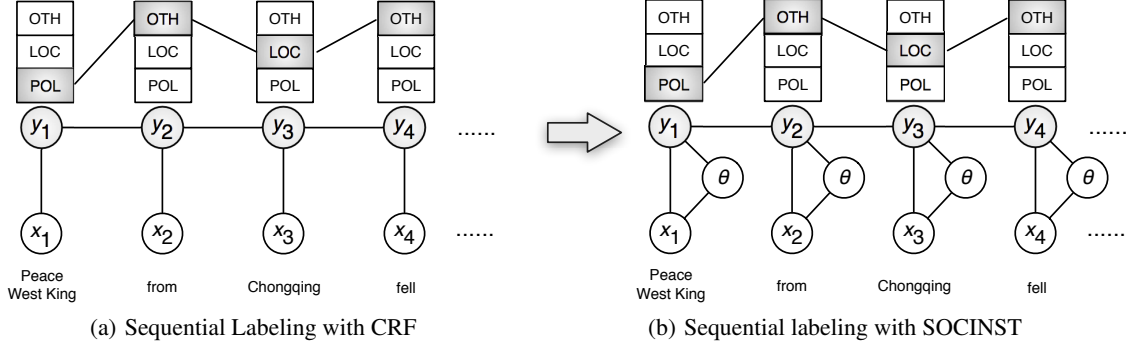 OTH OTH OTH OTH
LOC LOC LOC LOC
POL POL POL POL
y1 y2 y3 y4 ......
x1 x2 x3 x4 ......
Peace
West King
from
Chongqing
fell
(a) Sequential Labeling with CRF
OTH OTH OTH OTH
LOC LOC LOC LOC
POL POL POL POL
y1 y2 y3 y4 ......
θ θ θ θ
x1 x2 x3 x4 ......
Peace
West King
from
Chongqing
fell
(b) Sequential labeling with SOCINST